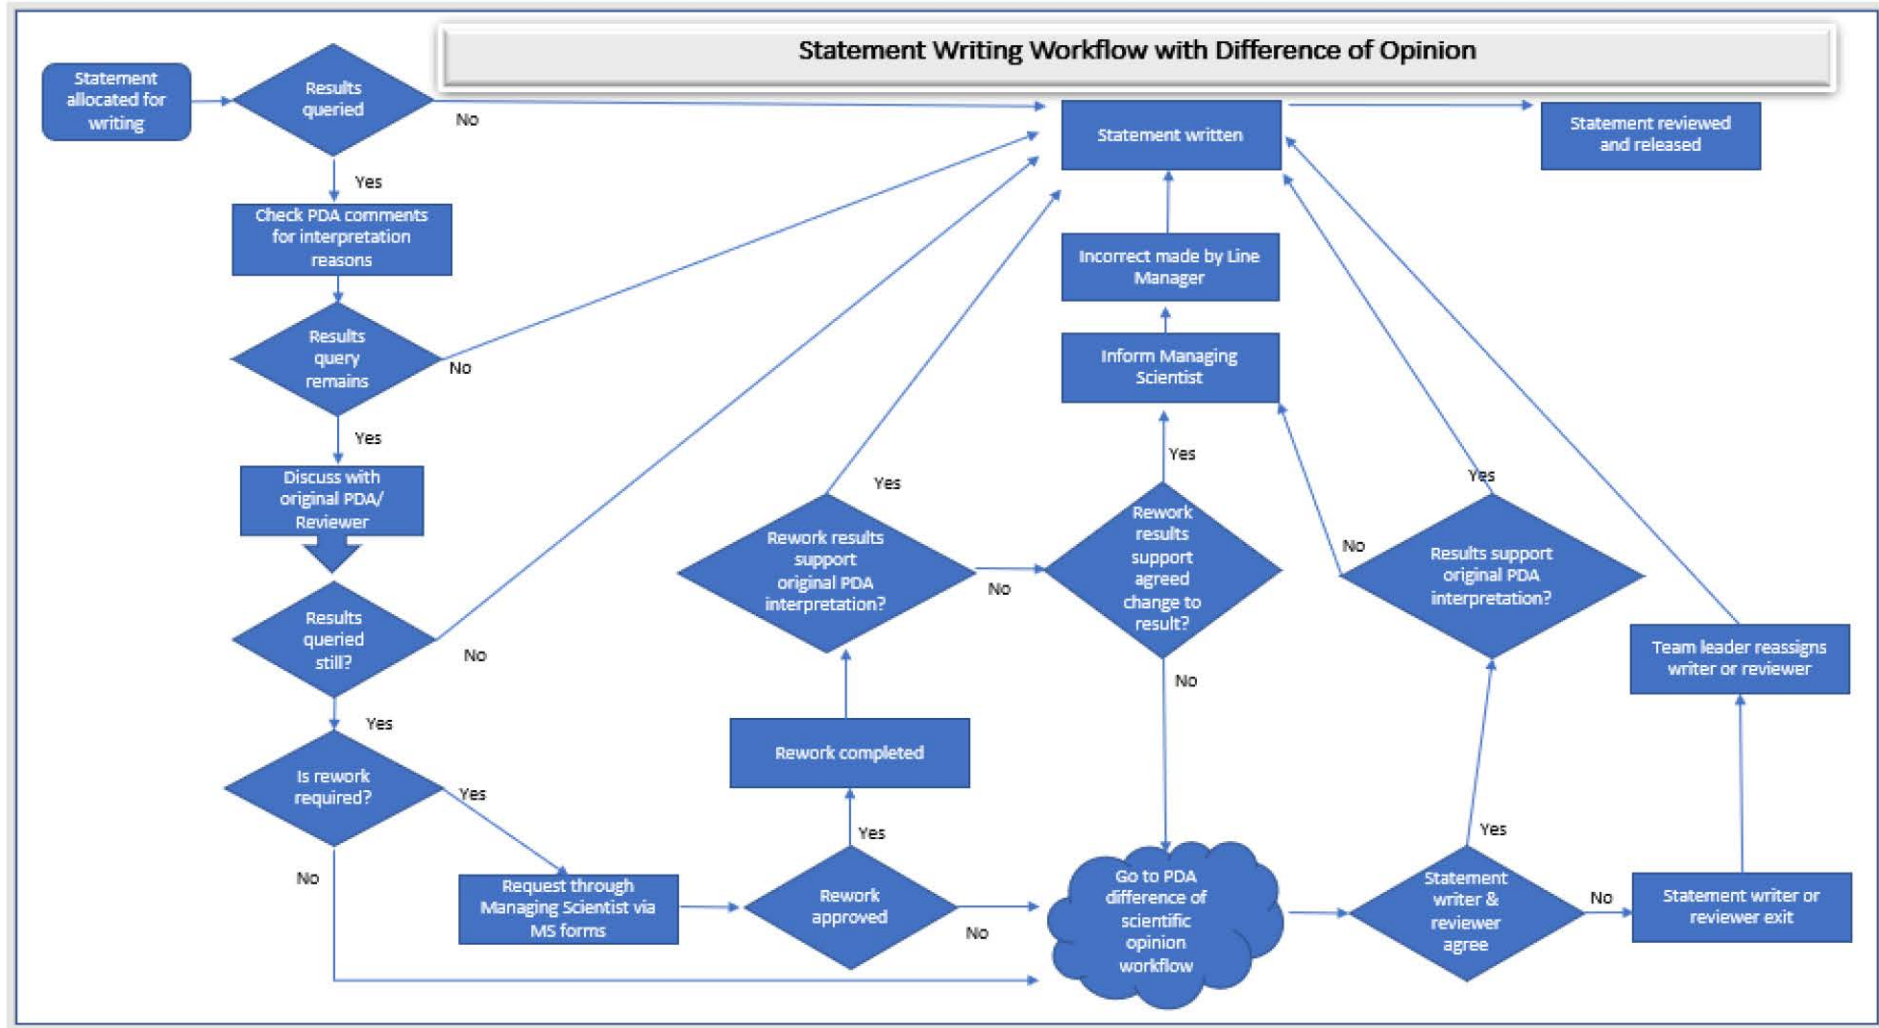 Statement Writing Workflow with Difference of Opinion
Statement
allocated for
writing
Results
queried
No
Statement written
Statement reviewed
and released
Yes
Check PDA comments
for interpretation
reasons
Incorrect made by Line
Manager
Results
query
remains
No
Inform Managing
Scientist
Yes
Discuss with
original PDA/
Reviewer
Yes
Yes
Yes
Rework results
support
original PDA
interpretation?
No
Rework
results
support
agreed
change to
result?
No
Results support
original PDA
interpretation?
Results
queried
still?
No
Team leader reassigns
writer or reviewer
No
Yes
Rework completed
Is rework
required?
Yes
Yes
Yes
No
Request through
Managing Scientist via
MS forms
Rework
approved
No
Go to PDA
difference of
scientific
opinion
workflow
Statement
writer &
reviewer
agree
No
Statement writer or
reviewer exit